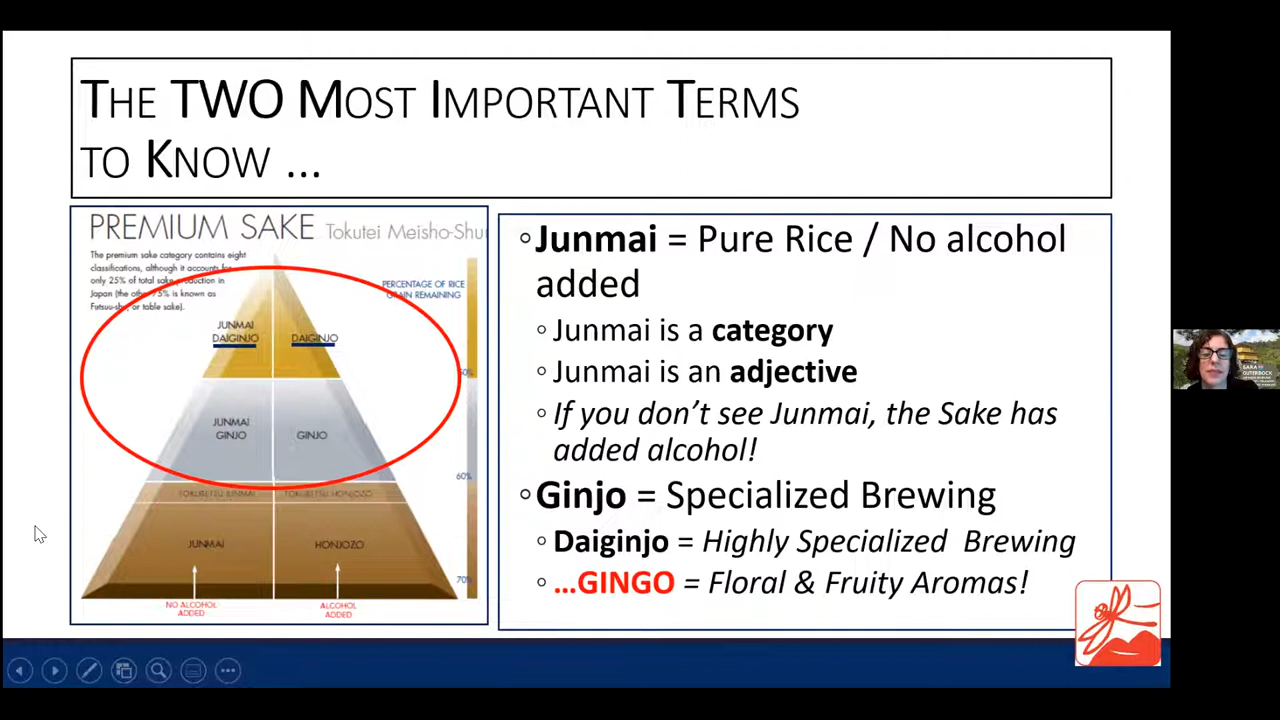 THE TWO MOST IMPORTANT TERMS
TO KNOW ...
PREMIUM SAKE Tokutei Meisho-Shu
The premium sake category contains eight
classifications, although it accounts for
only 25% of total sake production in
Japan (the other 75% is known as
Futsuu-shu, or table sake).
PERCENTAGE OF RICE
GRAIN REMAINING
JUNMAI
DAIGINJO
DAIGINJO
50%
JUNMAI
GINJO
GINJO
60%
TOKUBETSU JUNMAI
TOKUBETSU HONJOZO
JUNMAI
HONJOZO
70%
NO ALCOHOL
ADDED
ALCOHOL
ADDED
Junmai = Pure Rice / No alcohol
added
Junmai is a category
Junmai is an adjective
If you don't see Junmai, the Sake has
added alcohol!
Ginjo = Specialized Brewing
Daiginjo = Highly Specialized Brewing
...GINGO = Floral & Fruity Aromas!
SARA
GUTERBOCK